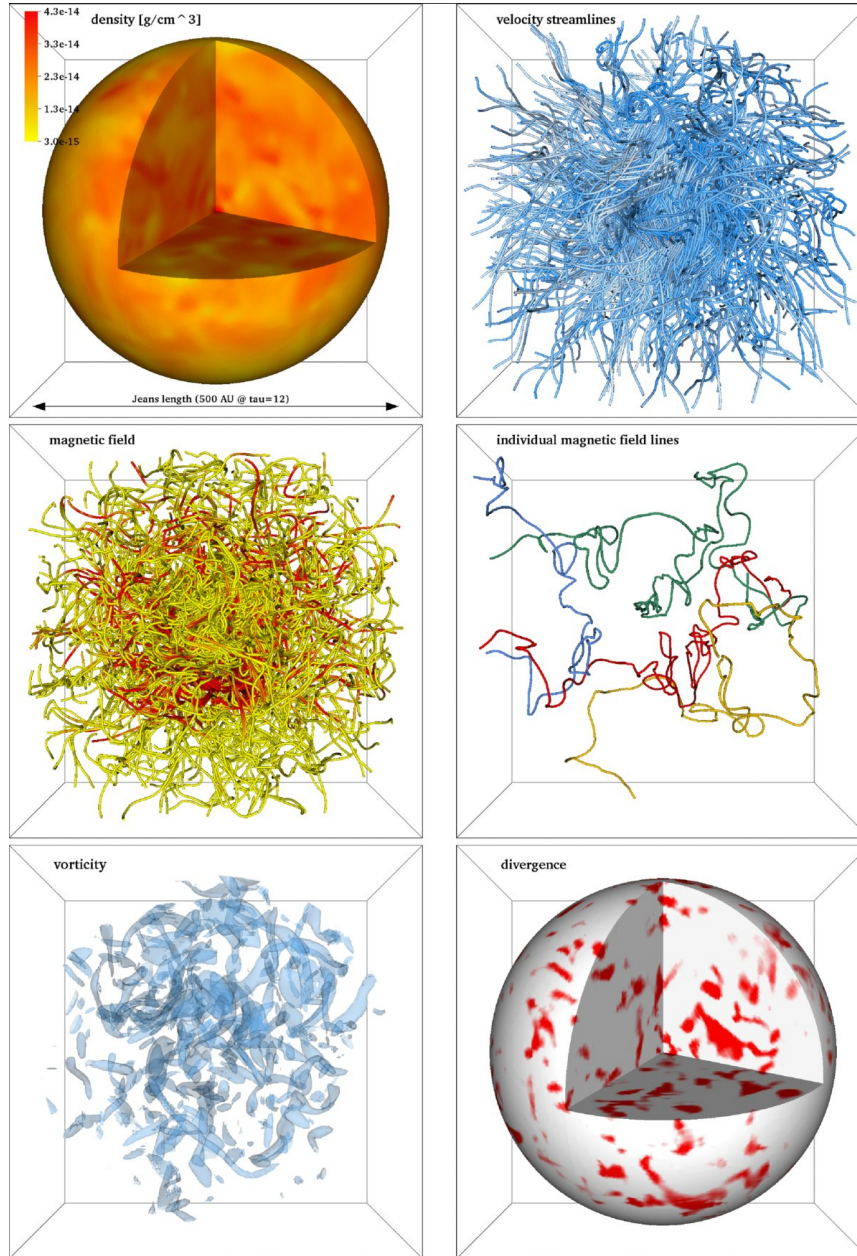 density [g/cm^3]
4.3e-14
3.3e-14
2.3e-14
1.3e-14
3.0e-15
Jeans length (500 AU @ tau=12)
velocity streamlines
magnetic field
individual magnetic field lines
vorticity
divergence